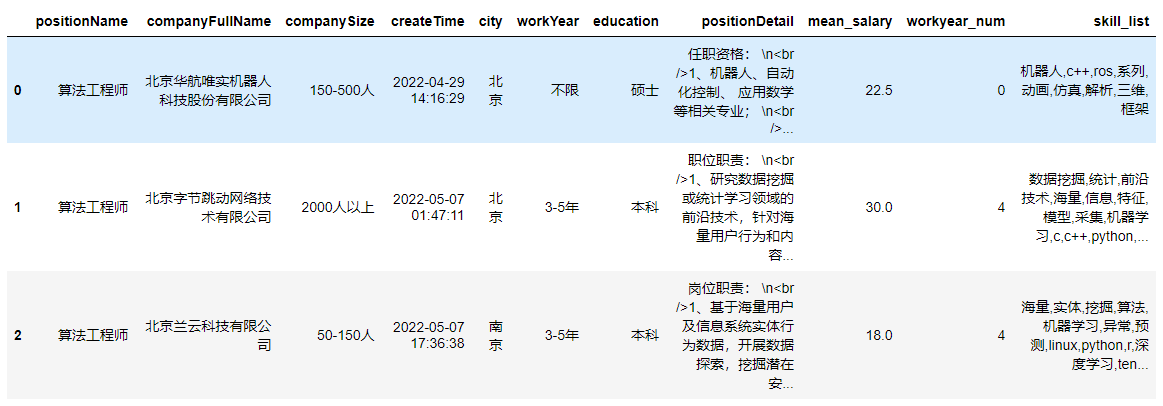 positionName companyFullName companySize createTime city workYear education positionDetail mean_salary workyear_num skill_list
任职资格： \n<br
/>1、机器人、自动
化控制、 应用数学
等相关专业； \n<br
/>...
0 算法工程师
北京华航唯实机器人
科技股份有限公司
150-500人
2022-04-29
14:16:29
北
京
不限
硕士
22.5
0
机器人,c++,ros,系列,
动画,仿真,解析,三维,
框架
1 算法工程师
北京字节跳动网络技
术有限公司
2000人以上
2022-05-07
01:47:11
北
京
3-5年
本科
职位职责： \n<br
/>1、研究数据挖掘
或统计学习领域的
前沿技术，针对海
量用户行为和内
容...
30.0
4
数据挖掘,统计,前沿
技术,海量,信息,特征,
模型,采集,机器学
习,c,c++,python,...
2 算法工程师
北京兰云科技有限公
司
50-150人
2022-05-07
17:36:38
南
京
3-5年
本科
岗位职责： \n<br
/>1、基于海量用户
及信息系统实体行
为数据，开展数据
探索，挖掘潜在
安...
18.0
4
海量,实体,挖掘,算法,
机器学习,异常,预
测,linux,python,r,深
度学习,ten...